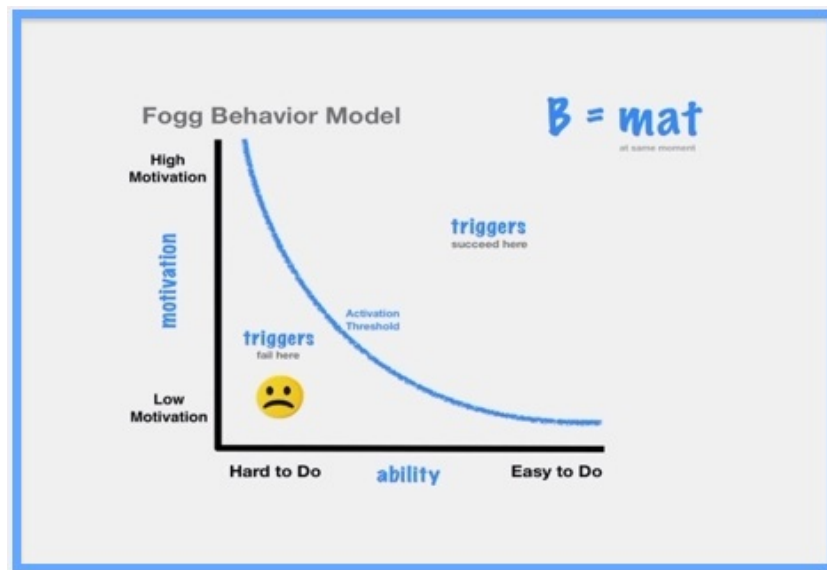 Fogg Behavior Model
B = mat
at same moment
High
Motivation
motivation
triggers
succeed here
Activation
Threshold
triggers
fail here
Low
Motivation
Hard to Do
ability
Easy to Do